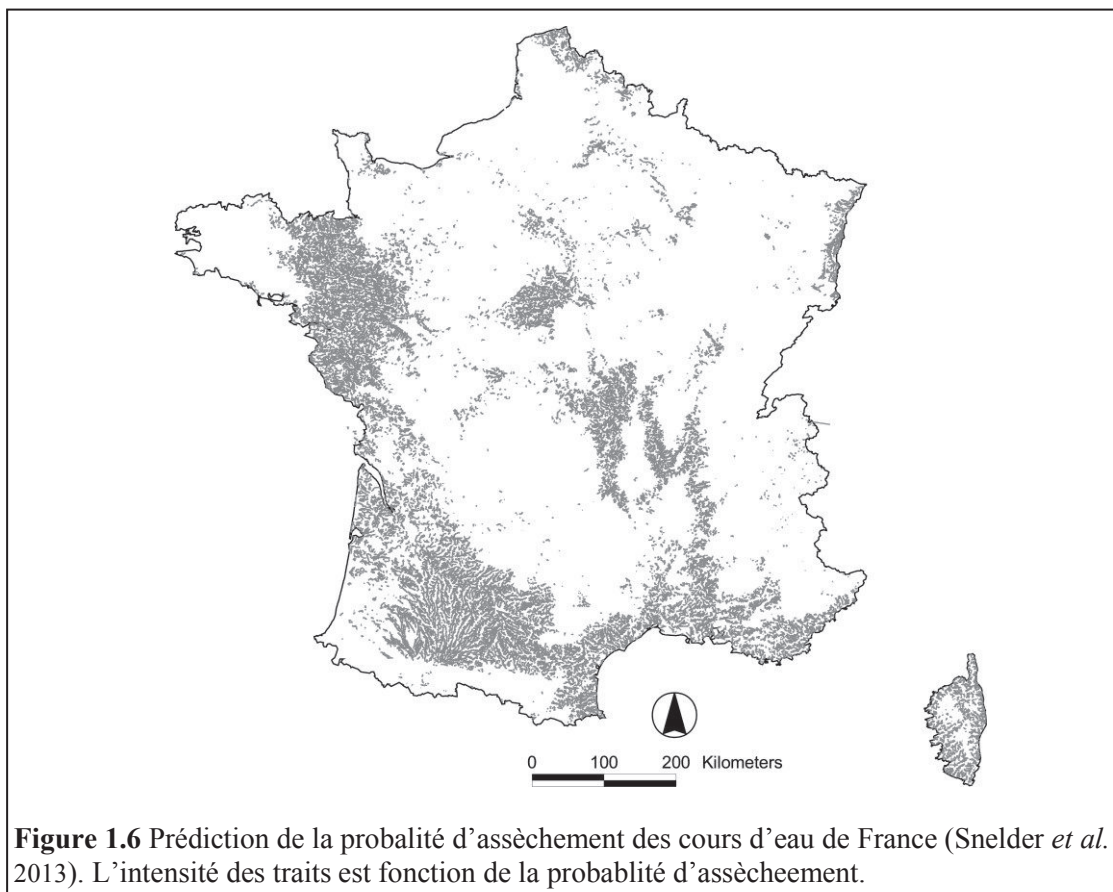 0 100 200 Kilometers
Figure 1.6 Prédiction de la probalité d'assèchement des cours d'eau de France (Snelder et al.
2013). L'intensité des traits est fonction de la probablité d'assècheement.